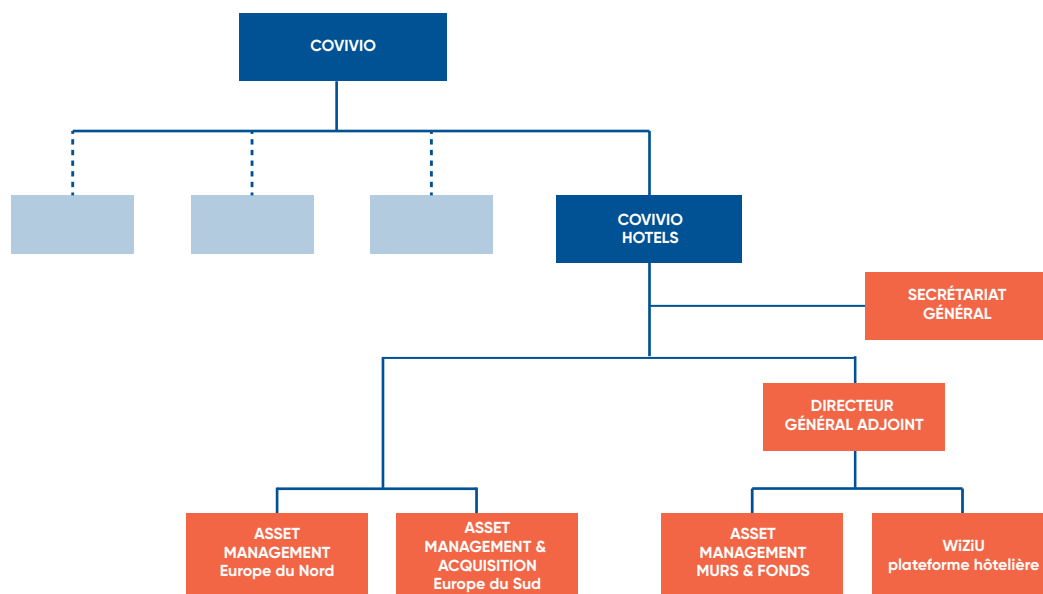 COVIVIO
COVIVIO
HOTELS
SECRÉTARIAT
GÉNÉRAL
DIRECTEUR
GÉNÉRAL ADJOINT
ASSET
MANAGEMENT
Europe du Nord
ASSET
MANAGEMENT &
ACQUISITION
Europe du Sud
ASSET
MANAGEMENT
MURS & FONDS
WiZiU
plateforme hôtelière